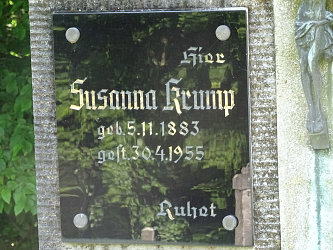 Hier
Susanna Krump
geb. 5.11.1883
gest. 30.4.1955
Ruhet